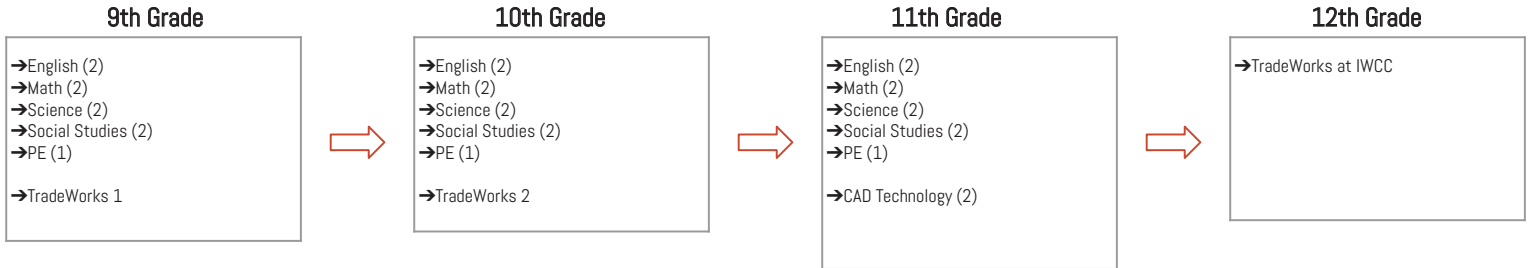 9th Grade
➔English (2)
➔Math (2)
➔Science (2)
➔Social Studies (2)
➔PE (1)
➔TradeWorks 1
10th Grade
➔English (2)
➔Math (2)
➔Science (2)
➔Social Studies (2)
➔PE (1)
➔TradeWorks 2
11th Grade
➔English (2)
➔Math (2)
➔Science (2)
➔Social Studies (2)
➔PE (1)
➔CAD Technology (2)
12th Grade
➔TradeWorks at IWCC